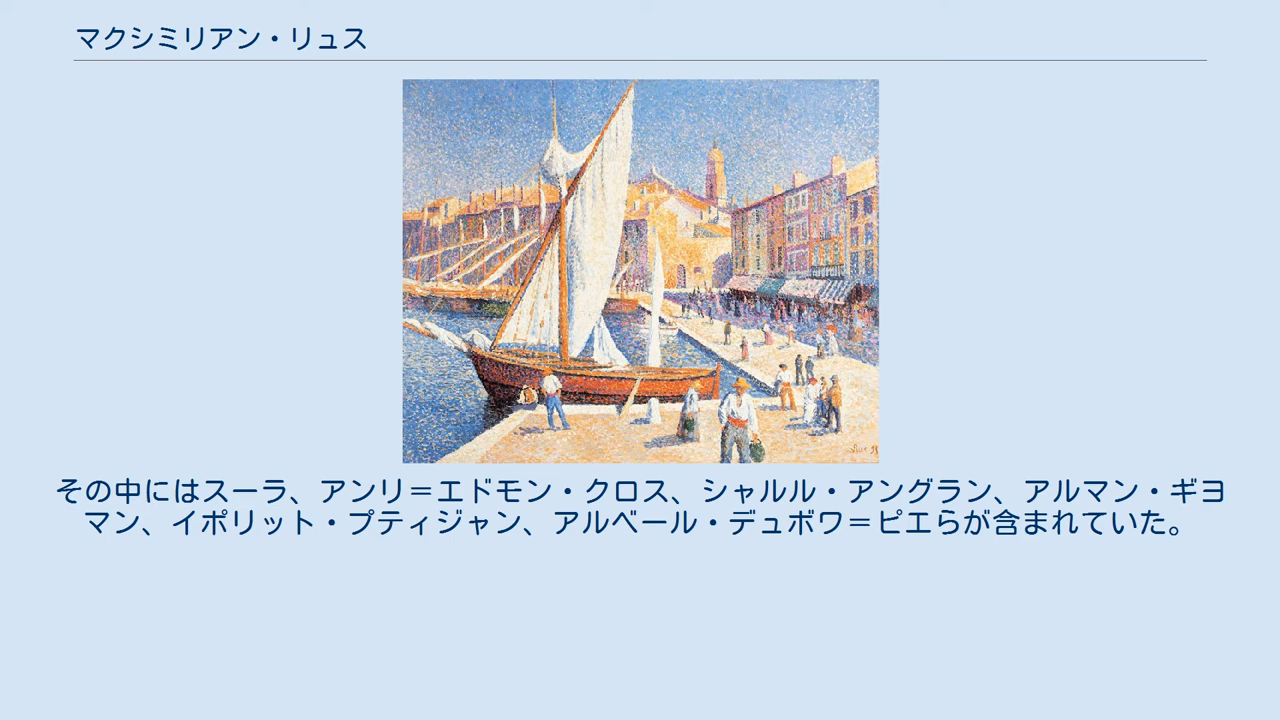 マクシミリアン・リュス
その中にはスーラ、アンリ＝エドモン・クロス、シャルル・アングラン、アルマン・ギヨ
マン、イポリット・プティジャン、アルベール・デュボワ＝ピエらが含まれていた。